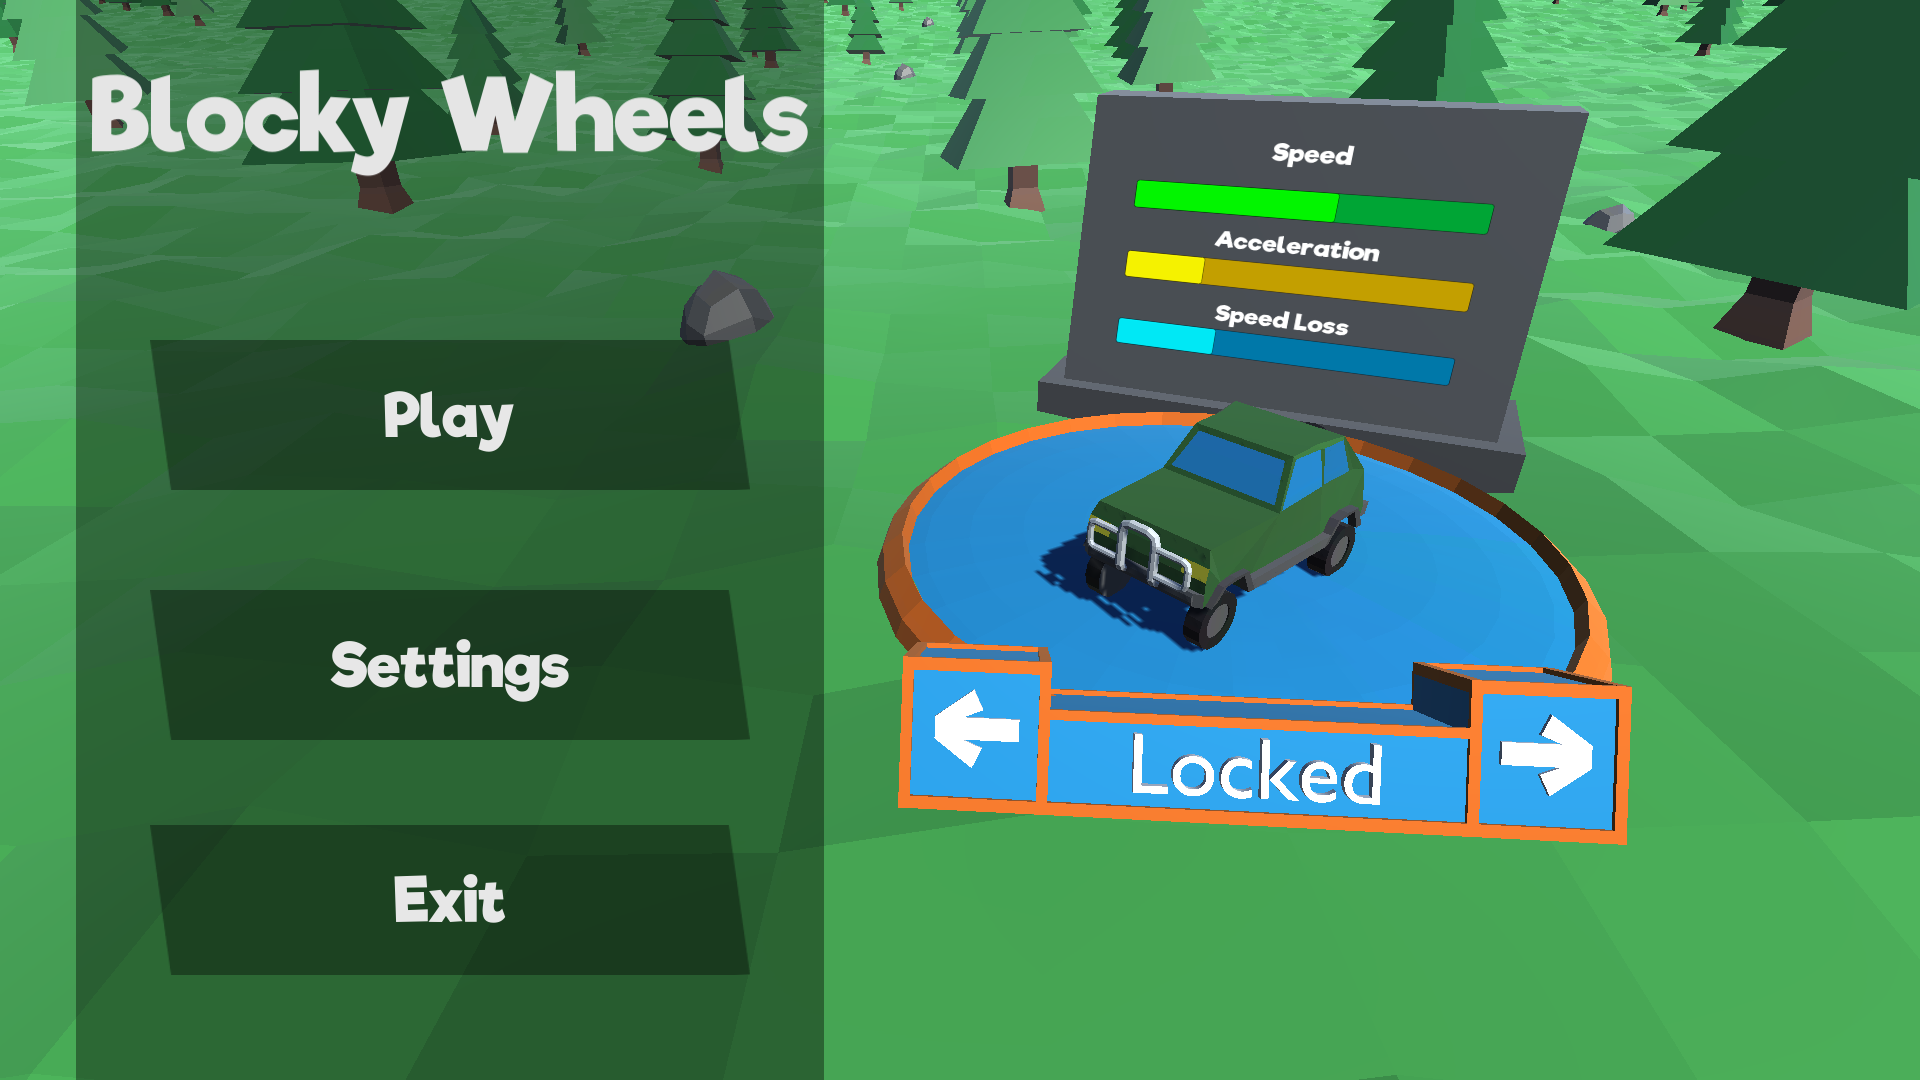 Blocky Wheels
Play
Settings
Exit
Speed
Acceleration
Speed Loss
Locked